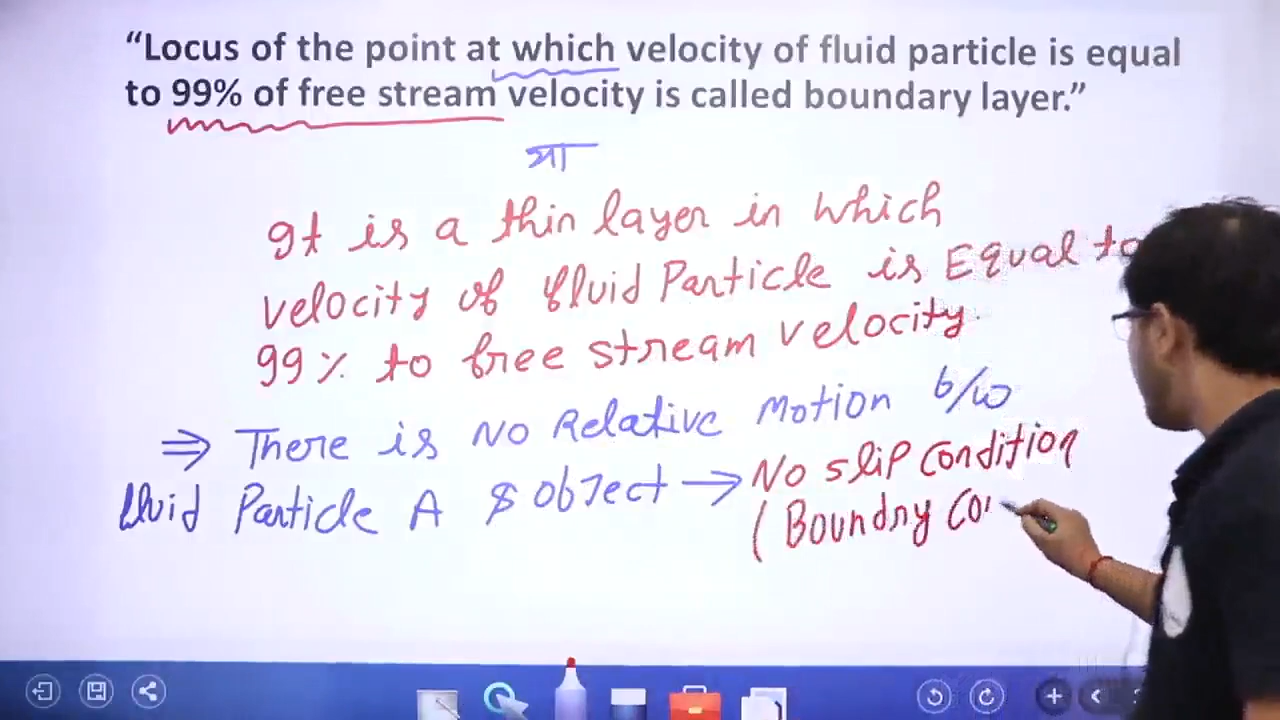 “Locus of the point at which velocity of fluid particle is equal
to 99% of free stream velocity is called boundary layer.”
या
It is a thin layer in which
velocity of fluid Particle is Equal to
99% to free stream velocity.
⇒ There is NO Relative Motion b/w
fluid Particle A & object → No slip condition
(Boundry Con